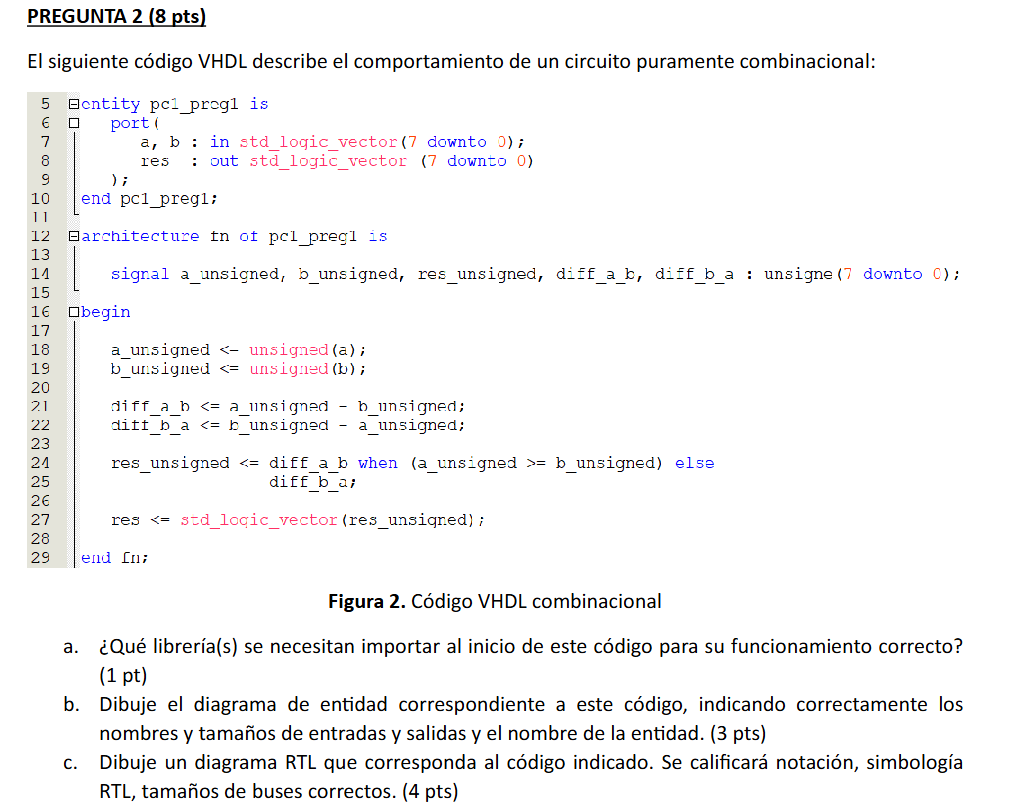 PREGUNTA 2 (8 pts)
El siguiente código VHDL describe el comportamiento de un circuito puramente combinacional:
5 entity pc1_preg1 is
6 port(
7 a, b : in std_logic_vector(7 downto 0);
8 res : out std_logic_vector (7 downto 0)
9 );
10 end pc1_preg1;
11
12 architecture fn of pc1_preg1 is
13
14 signal a_unsigned, b_unsigned, res_unsigned, diff_a_b, diff_b_a : unsigne(7 downto 0);
15
16 begin
17
18 a_unsigned <= unsigned(a);
19 b_unsigned <= unsigned(b);
20
21 diff_a_b <= a_unsigned - b_unsigned;
22 diff_b_a <= b_unsigned - a_unsigned;
23
24 res_unsigned <= diff_a_b when (a_unsigned >= b_unsigned) else
25 diff_b_a;
26
27 res <= std_logic_vector(res_unsigned);
28
29 end fn;
Figura 2. Código VHDL combinacional
a. ¿Qué librería(s) se necesitan importar al inicio de este código para su funcionamiento correcto?
(1 pt)
b. Dibuje el diagrama de entidad correspondiente a este código, indicando correctamente los
nombres y tamaños de entradas y salidas y el nombre de la entidad. (3 pts)
c. Dibuje un diagrama RTL que corresponda al código indicado. Se calificará notación, simbología
RTL, tamaños de buses correctos. (4 pts)